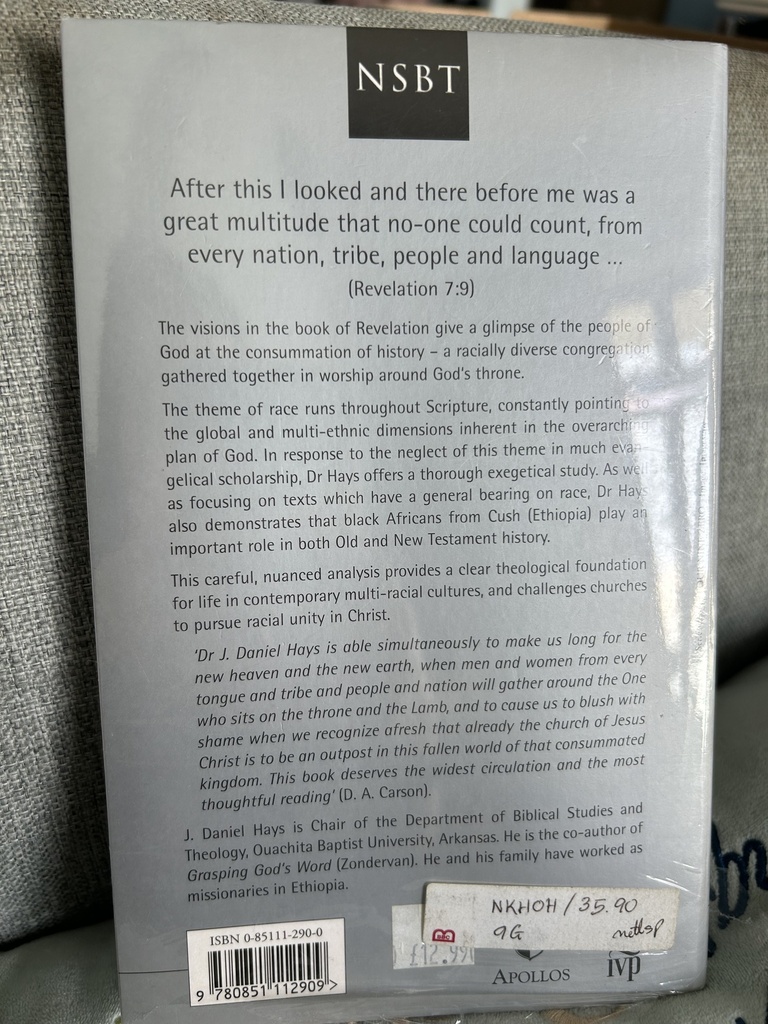 NSBT
After this I looked and there before me was a
great multitude that no-one could count, from
every nation, tribe, people and language ...
(Revelation 7:9)
The visions in the book of Revelation give a glimpse of the people of
God at the consummation of history – a racially diverse congregation
gathered together in worship around God's throne.
The theme of race runs throughout Scripture, constantly pointing to
the global and multi-ethnic dimensions inherent in the overarching
plan of God. In response to the neglect of this theme in much evan-
gelical scholarship, Dr Hays offers a thorough exegetical study. As well
as focusing on texts which have a general bearing on race, Dr Hays
also demonstrates that black Africans from Cush (Ethiopia) play an
important role in both Old and New Testament history.
This careful, nuanced analysis provides a clear theological foundation
for life in contemporary multi-racial cultures, and challenges churches
to pursue racial unity in Christ.
'Dr J. Daniel Hays is able simultaneously to make us long for the
new heaven and the new earth, when men and women from every
tongue and tribe and people and nation will gather around the One
who sits on the throne and the Lamb, and to cause us to blush with
shame when we recognize afresh that already the church of Jesus
Christ is to be an outpost in this fallen world of that consummated
kingdom. This book deserves the widest circulation and the most
thoughtful reading' (D. A. Carson).
J. Daniel Hays is Chair of the Department of Biblical Studies and
Theology, Ouachita Baptist University, Arkansas. He is the co-author of
Grasping God's Word (Zondervan). He and his family have worked as
missionaries in Ethiopia.
NKHOH / 35.90
9G
£12.99
ISBN 0-85111-290-0
9 780851 112909 >
APOLLOS
ivp